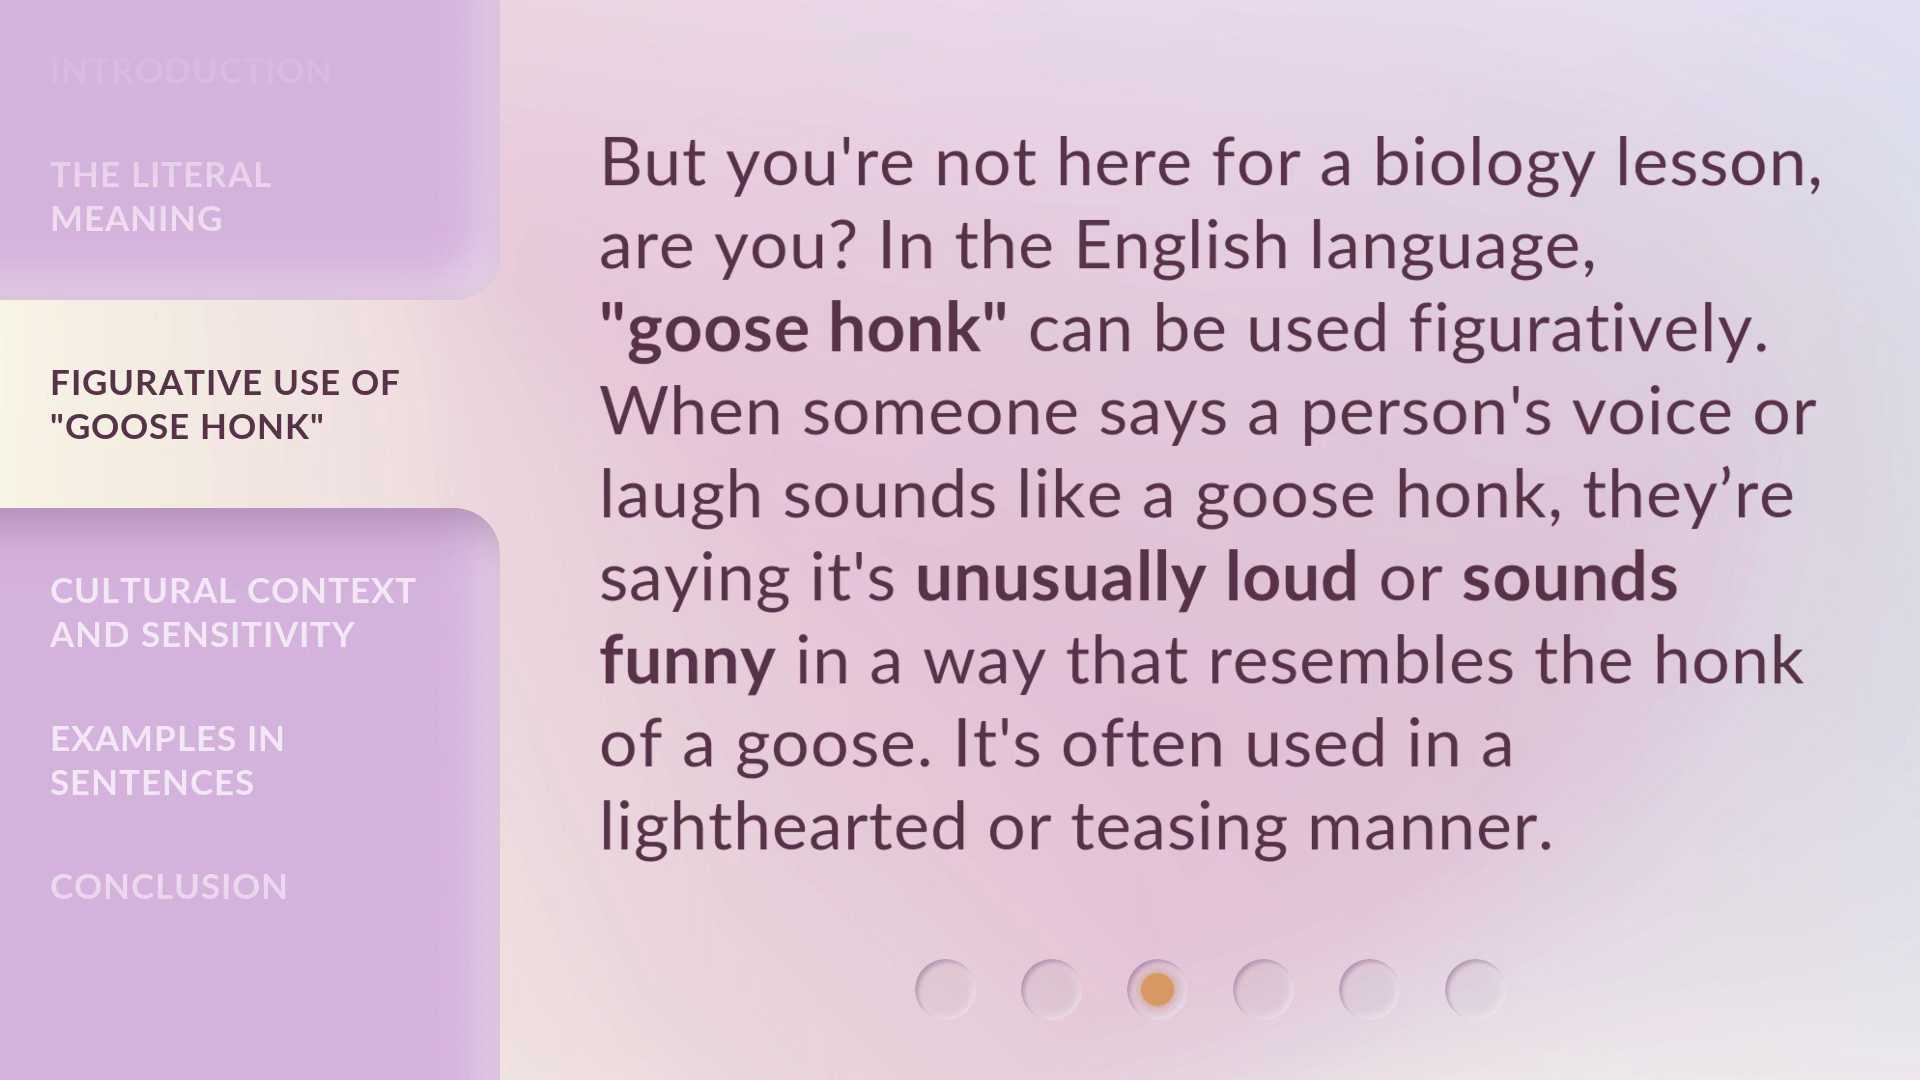 INTRODUCTION
THE LITERAL
MEANING
FIGURATIVE USE OF
"GOOSE HONK"
CULTURAL CONTEXT
AND SENSITIVITY
EXAMPLES IN
SENTENCES
CONCLUSION
But you're not here for a biology lesson,
are you? In the English language,
"goose honk" can be used figuratively.
When someone says a person's voice or
laugh sounds like a goose honk, they’re
saying it's unusually loud or sounds
funny in a way that resembles the honk
of a goose. It's often used in a
lighthearted or teasing manner.